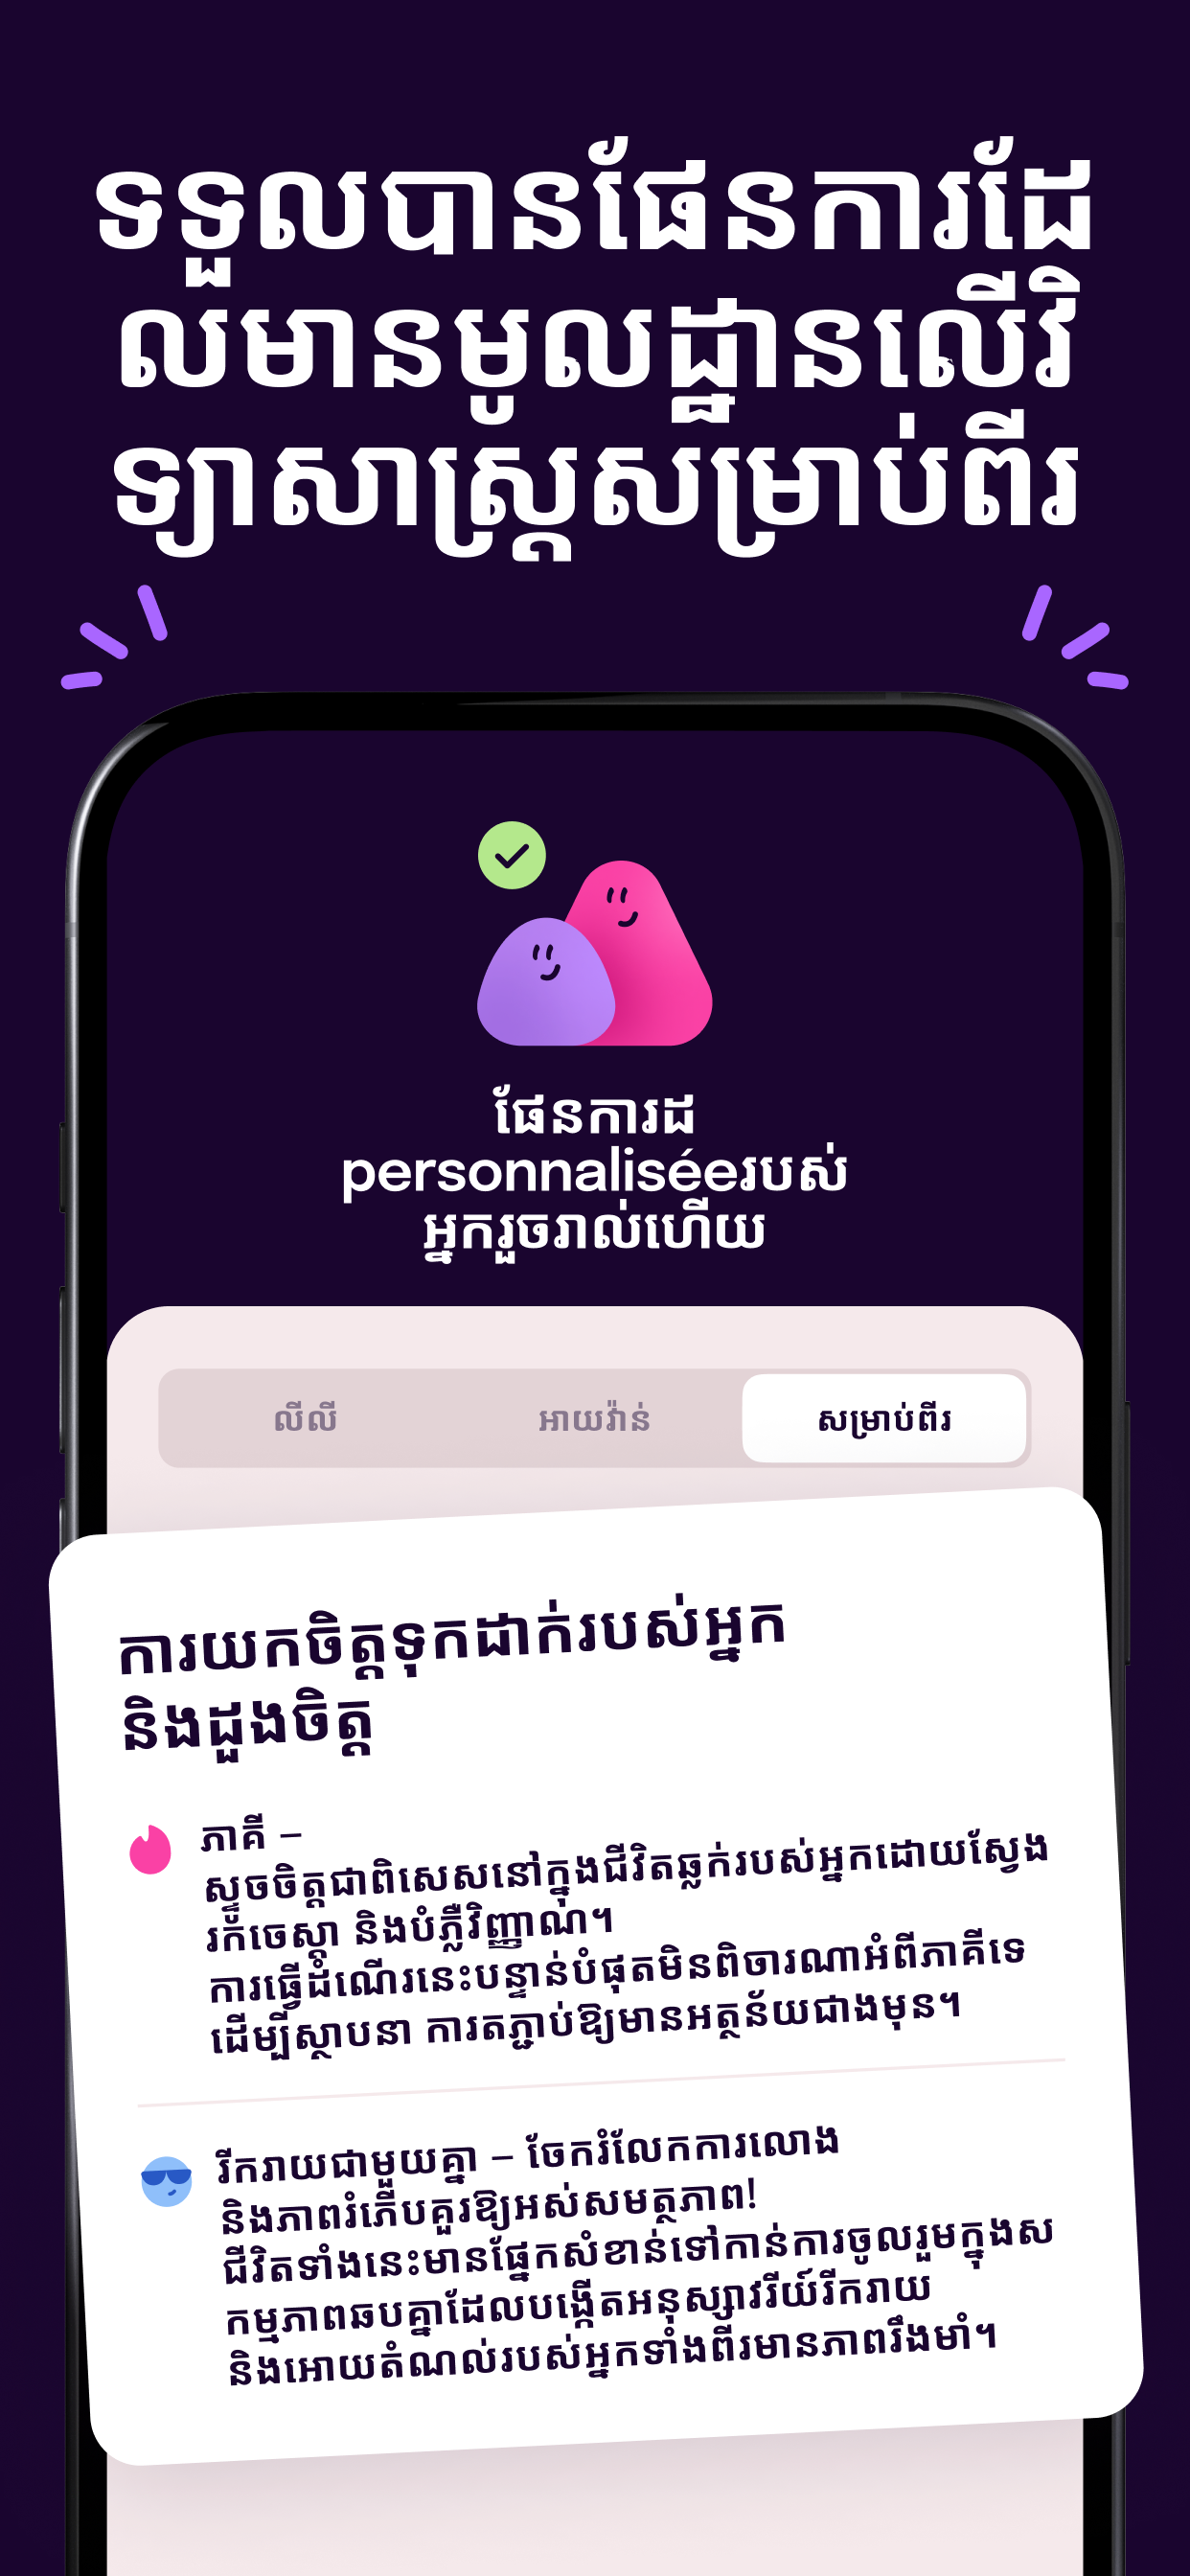 ទទួលបានផែនការដែ
លមានមូលដ្ឋានលើវិ
ទ្យាសាស្ត្រសម្រាប់ពីរ
ផែនការដ
personnaliséeរបស់
អ្នករួចរាល់ហើយ
លីលី
អាយវ៉ាន់
សម្រាប់ពីរ
ការយកចិត្តទុកដាក់របស់អ្នក
និងដួងចិត្ត
ភាគី –
ស្ទូចចិត្តជាពិសេសនៅក្នុងជីវិតឆ្លក់របស់អ្នកដោយស្វែង
រកចេស្តា និងបំភ្លឺវិញ្ញាណ។
ការធ្វើដំណើរនេះបន្ទាន់បំផុតមិនពិចារណាអំពីភាគីទេ
ដើម្បីស្ថាបនា ការតភ្ជាប់ឱ្យមានអត្ថន័យជាងមុន។
រីករាយជាមួយគ្នា – ចែករំលែកការលោង
និងភាពរំភើបគួរឱ្យអស់សមត្ថភាព!
ជីវិតទាំងនេះមានផ្នែកសំខាន់ទៅកាន់ការចូលរួមក្នុងស
កម្មភាពឆបគ្នាដែលបង្កើតអនុស្សាវរីយ៍រីករាយ
និងអោយតំណល់របស់អ្នកទាំងពីរមានភាពរឹងមាំ។